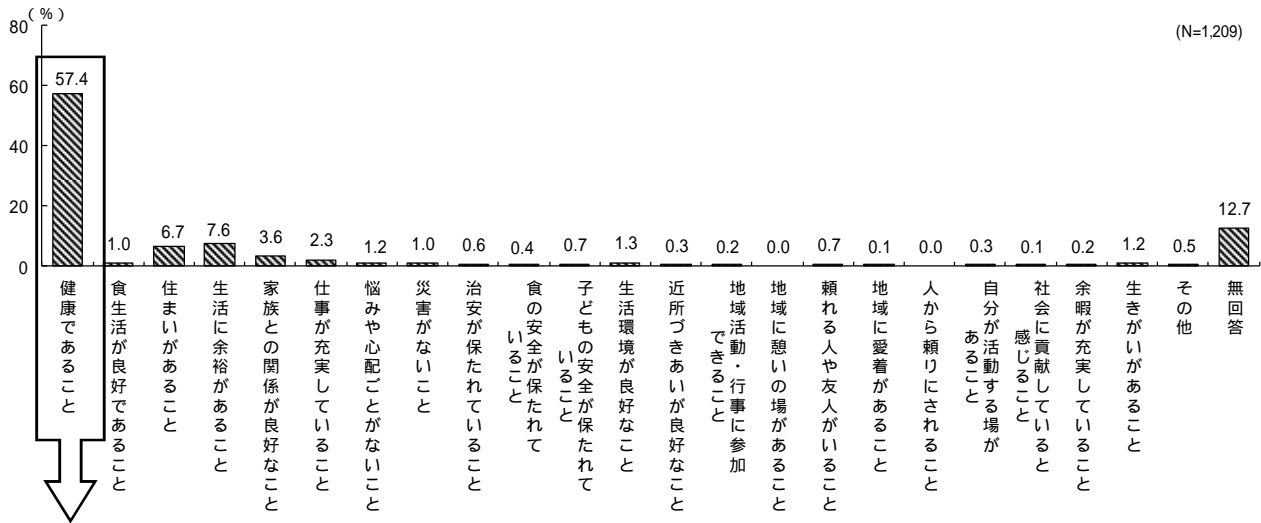 （％）
(N=1,209)
80
60
40
20
0
57.4
1.0
6.7
7.6
3.6
2.3
1.2
1.0
0.6
0.4
0.7
1.3
0.3
0.2
0.0
0.7
0.1
0.0
0.3
0.1
0.2
1.2
0.5
12.7
健康であること
食生活が良好であること
住まいがあること
生活に余裕があること
家族との関係が良好なこと
仕事が充実していること
悩みや心配ごとがないこと
災害がないこと
治安が保たれていること
食の安全が保たれて
いること
子どもの安全が保たれて
いること
生活環境が良好なこと
近所づきあいが良好なこと
地域活動・行事に参加
できること
地域に憩いの場があること
頼れる人や友人がいること
地域に愛着があること
人から頼りにされること
自分が活動する場が
あること
社会に貢献していると
感じること
余暇が充実していること
生きがいがあること
その他
無回答